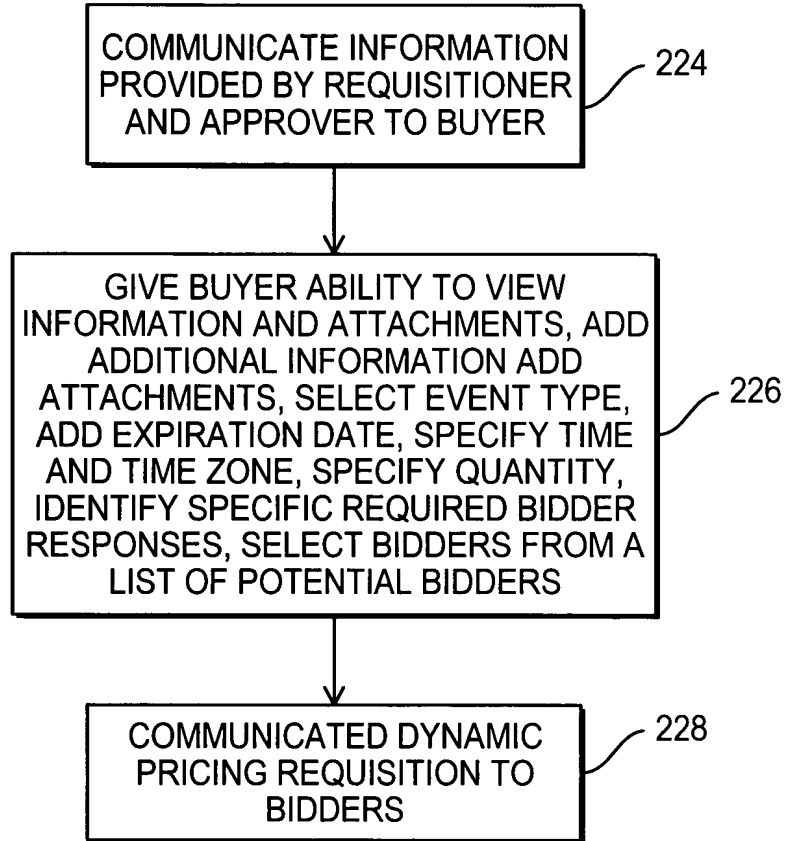 COMMUNICATE INFORMATION
PROVIDED BY REQUISITIONER
AND APPROVER TO BUYER
224
GIVE BUYER ABILITY TO VIEW
INFORMATION AND ATTACHMENTS, ADD
ADDITIONAL INFORMATION ADD
ATTACHMENTS, SELECT EVENT TYPE,
ADD EXPIRATION DATE, SPECIFY TIME
AND TIME ZONE, SPECIFY QUANTITY,
IDENTIFY SPECIFIC REQUIRED BIDDER
RESPONSES, SELECT BIDDERS FROM A
LIST OF POTENTIAL BIDDERS
226
COMMUNICATED DYNAMIC
PRICING REQUISITION TO
BIDDERS
228